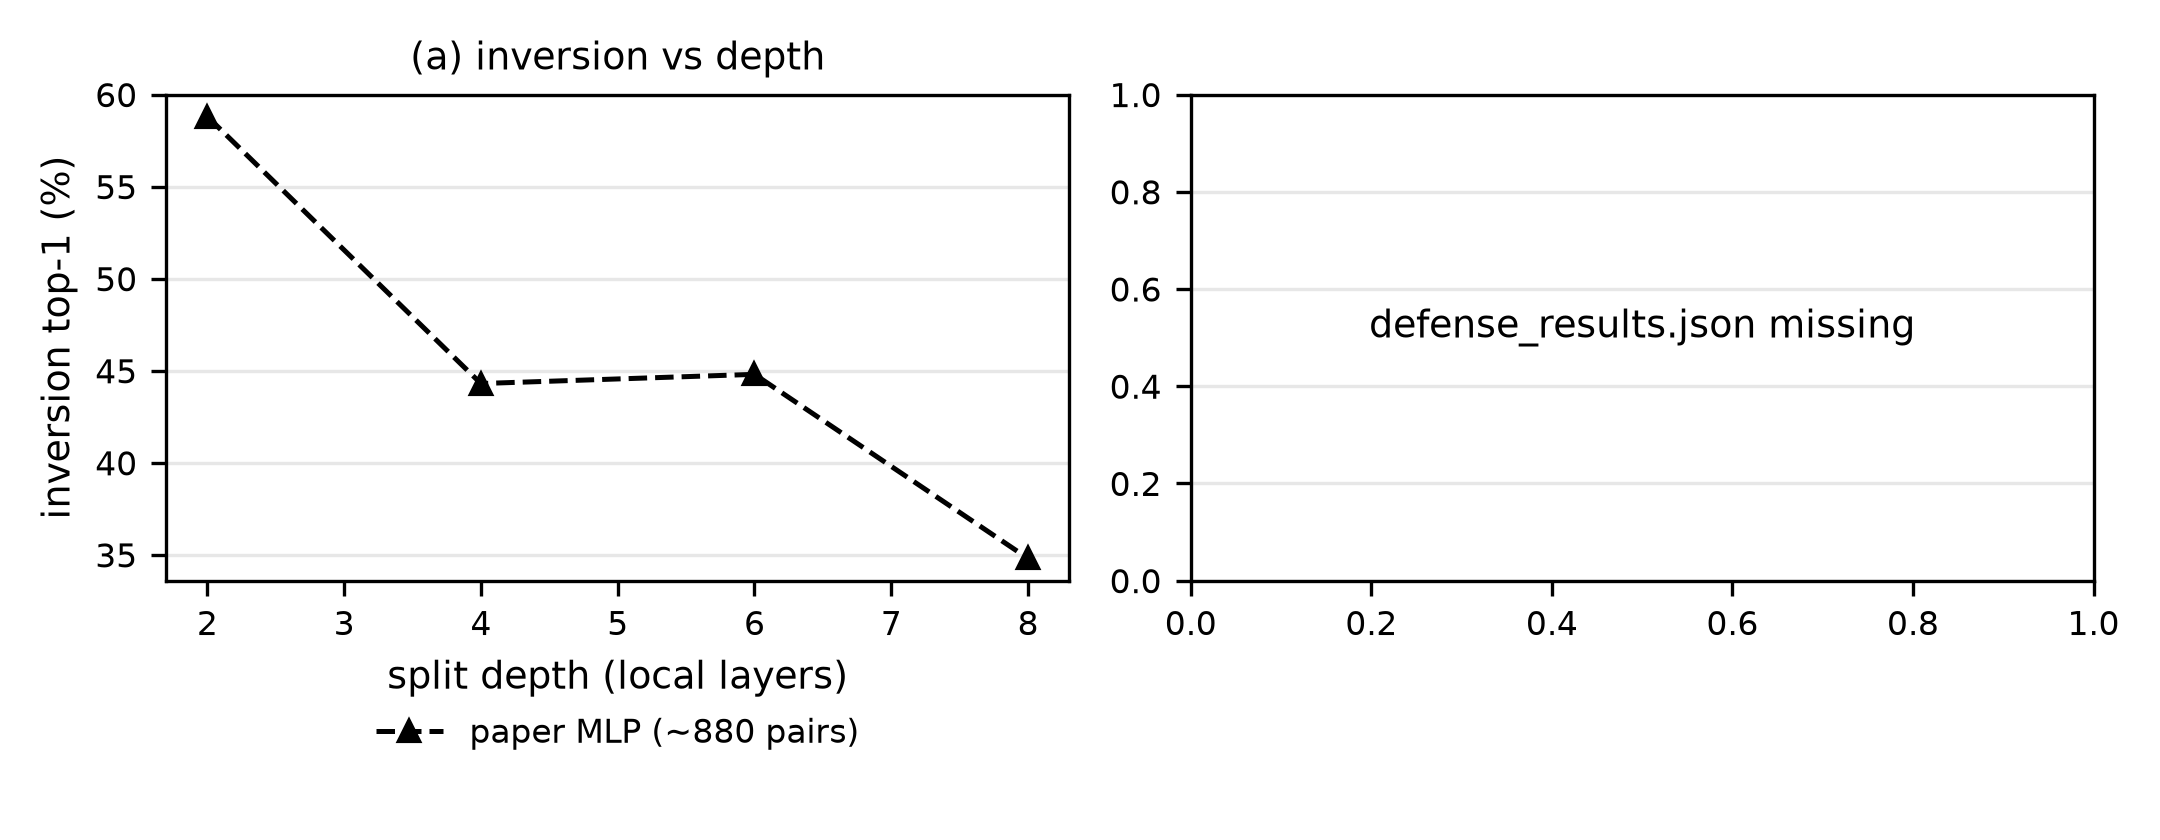 (a) inversion vs depth
inversion top-1 (%)
60
55
50
45
40
35
2 3 4 5 6 7 8
split depth (local layers)
paper MLP (~880 pairs)
1.0
0.8
0.6
0.4
0.2
0.0
defense_results.json missing
0.0 0.2 0.4 0.6 0.8 1.0